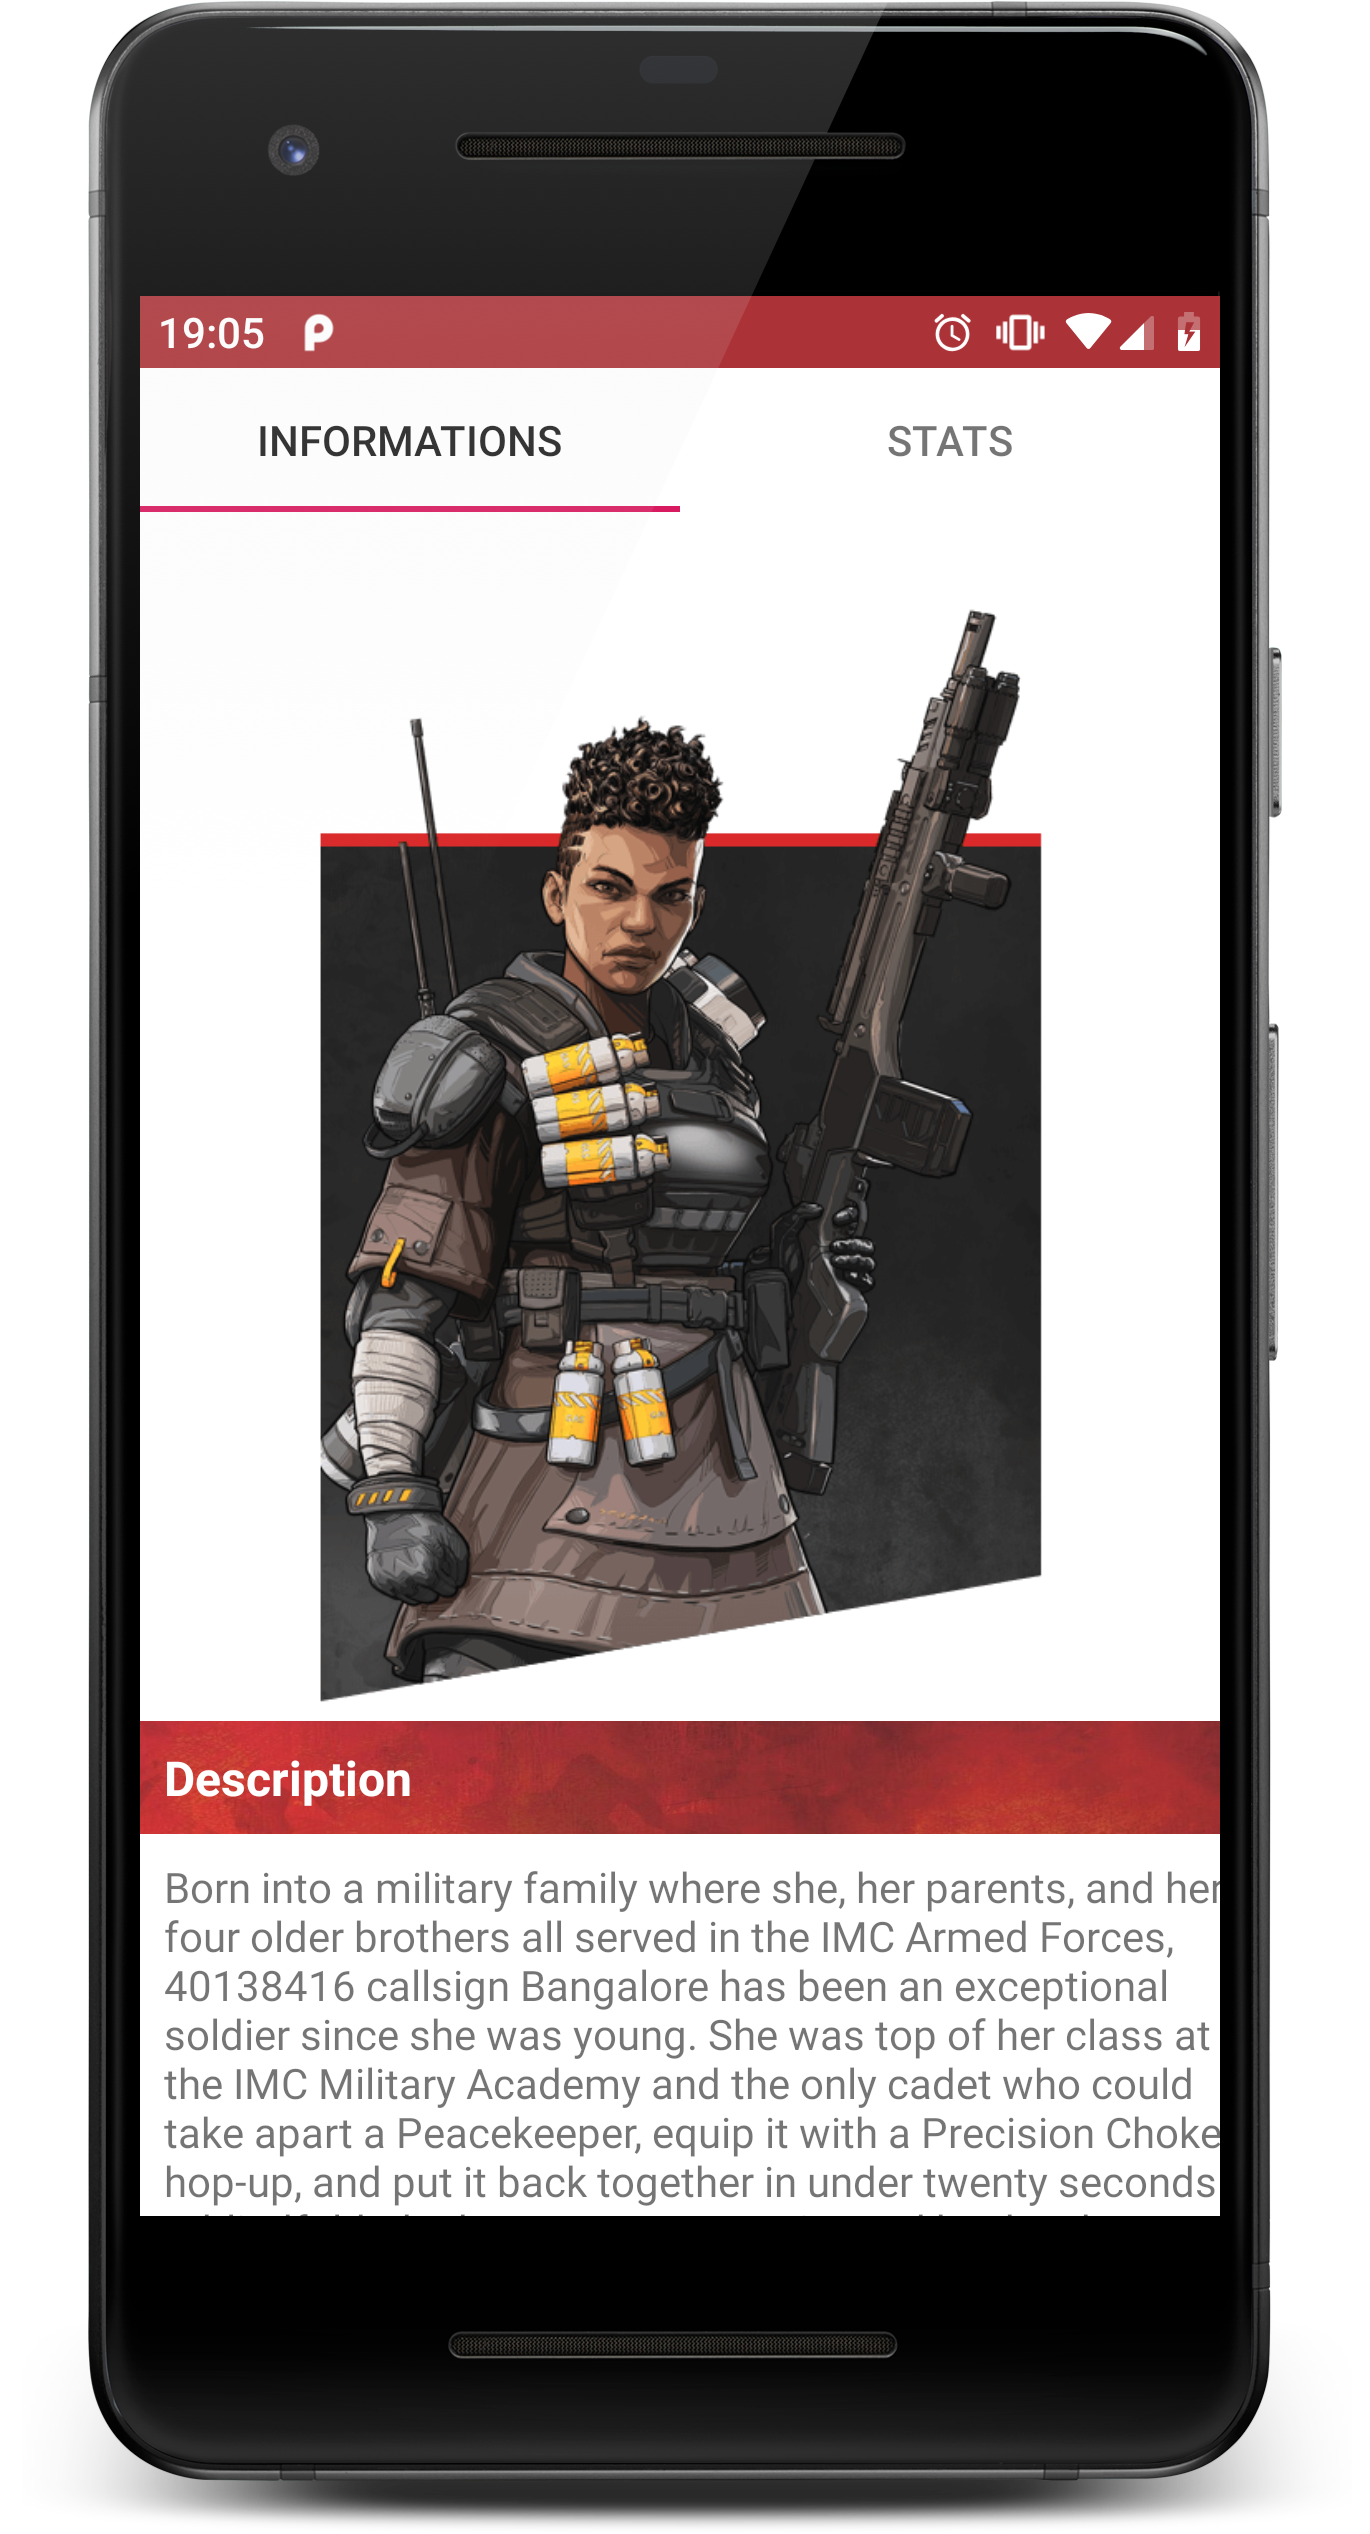 19:05
INFORMATIONS
STATS
Description
Born into a military family where she, her parents, and her
four older brothers all served in the IMC Armed Forces,
40138416 callsign Bangalore has been an exceptional
soldier since she was young. She was top of her class at
the IMC Military Academy and the only cadet who could
take apart a Peacekeeper, equip it with a Precision Choke
hop-up, and put it back together in under twenty seconds